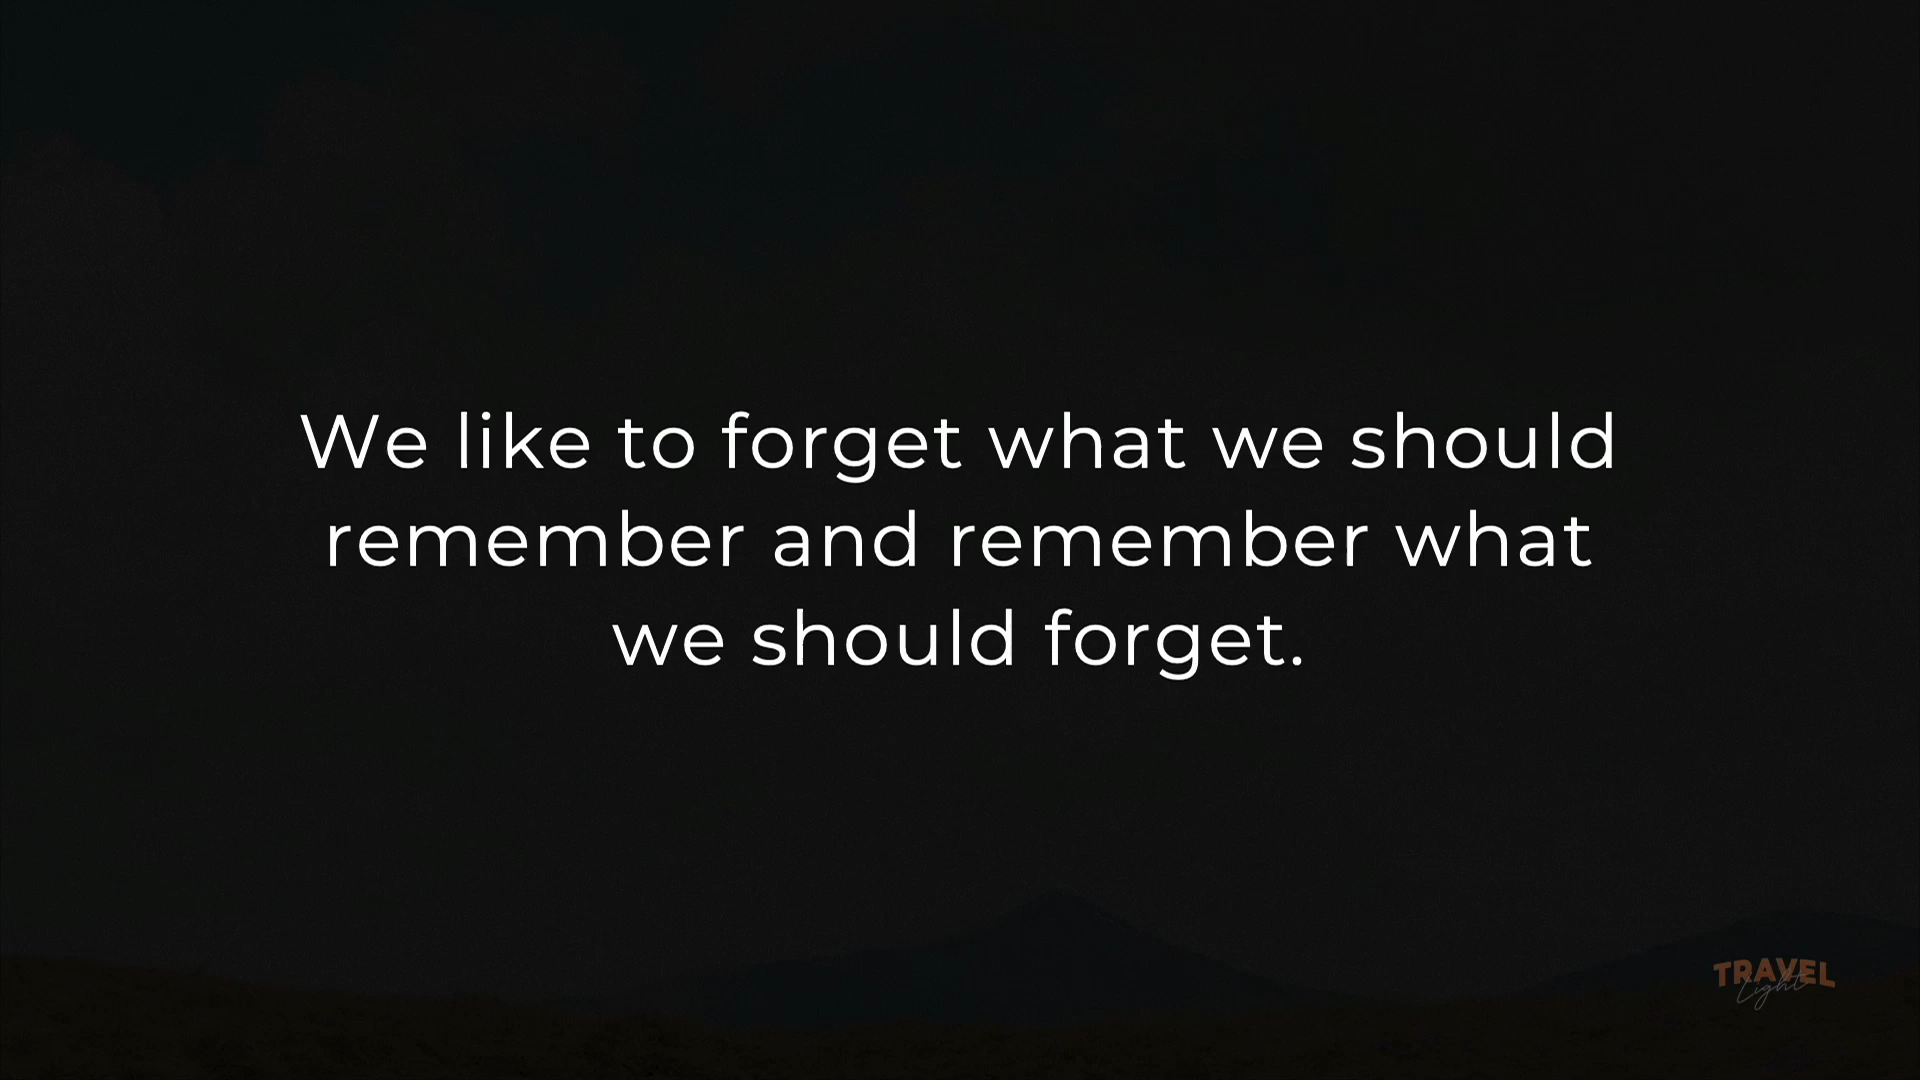 We like to forget what we should
remember and remember what
we should forget.
TRAVEL
Light